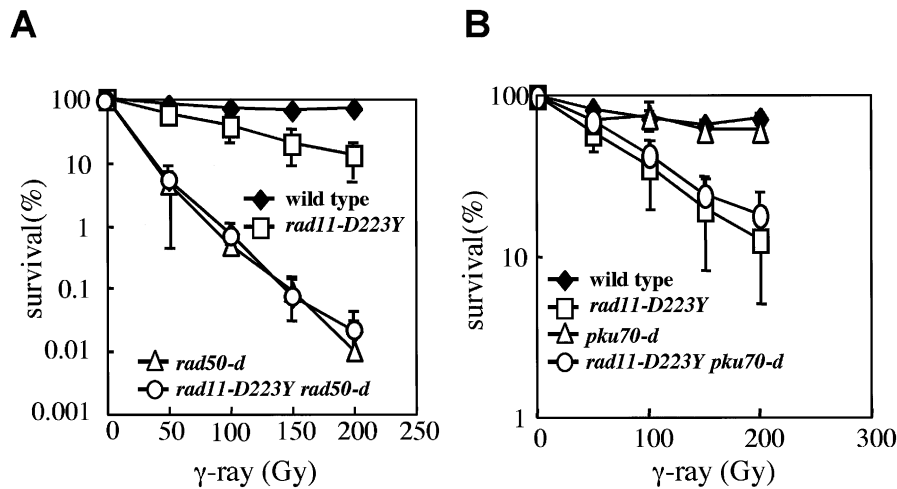 A
100
10
1
0.1
0.01
0.001
survival(%)
wild type
rad11-D223Y
rad50-d
rad11-D223Y rad50-d
0 50 100 150 200 250
γ-ray (Gy)
B
100
10
1
survival(%)
wild type
rad11-D223Y
pku70-d
rad11-D223Y pku70-d
0 100 200 300
γ-ray (Gy)